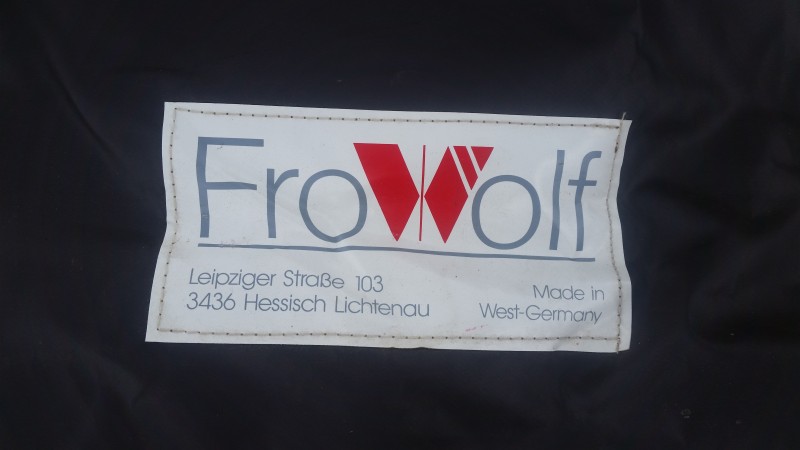 FroWolf
Leipziger Straße 103
3436 Hessisch Lichtenau
Made in
West-Germany